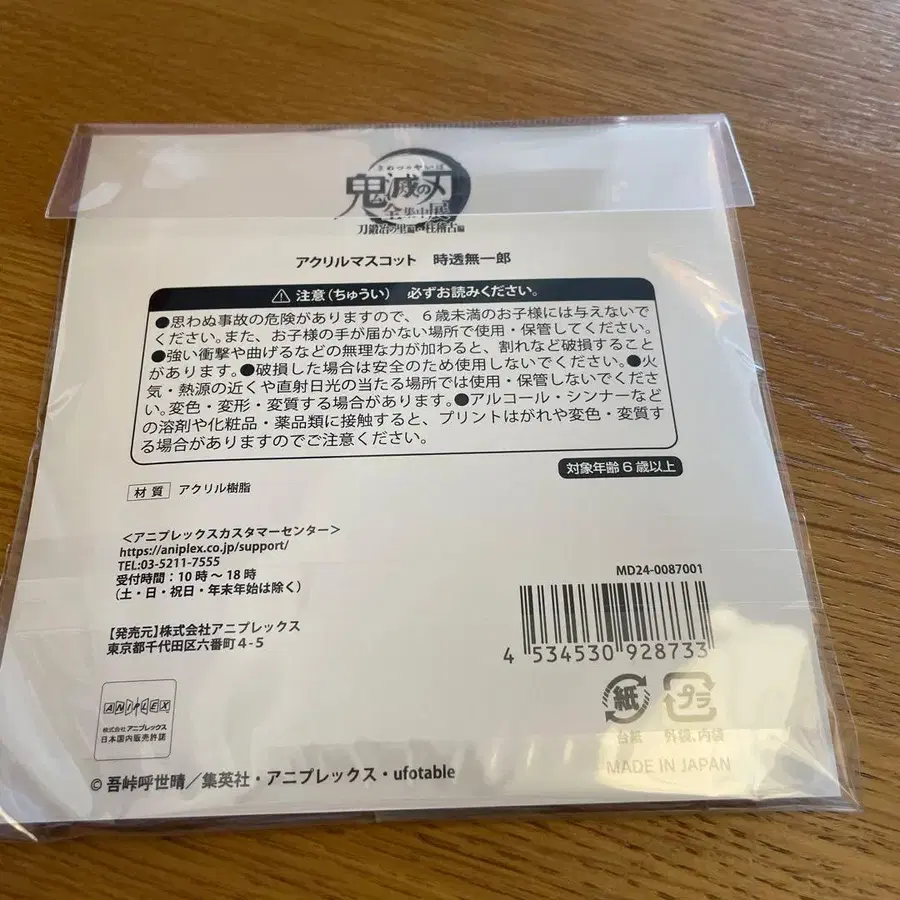 きめつのやいば
鬼滅の刃
全集中展
刀鍛冶の里編・柱稽古編
アクリルマスコット 時透無一郎
⚠ 注意(ちゅうい) 必ずお読みください。
●思わぬ事故の危険がありますので、6歳未満のお子様には与えないで
ください。また、お子様の手が届かない場所で使用・保管してください。
●強い衝撃や曲げるなどの無理な力が加わると、割れなど破損すること
があります。●破損した場合は安全のため使用しないでください。●火
気・熱源の近くや直射日光の当たる場所では使用・保管しないでくださ
い。変色・変形・変質する場合があります。●アルコール・シンナーなど
の溶剤や化粧品・薬品類に接触すると、プリントはがれや変色・変質す
る場合がありますのでご注意ください。
対象年齢6歳以上
材質 アクリル樹脂
<アニプレックスカスタマーセンター>
https://aniplex.co.jp/support/
TEL:03-5211-7555
受付時間:10時~18時
(土・日・祝日・年末年始は除く)
【発売元】株式会社アニプレックス
東京都千代田区六番町4-5
MD24-0087001
4 534530 928733
ANIPLEX
株式会社アニプレックス
日本国内販売許諾
紙
台紙
プラ
外袋、内袋
MADE IN JAPAN
© 吾峠呼世晴/集英社・アニプレックス・ufotable